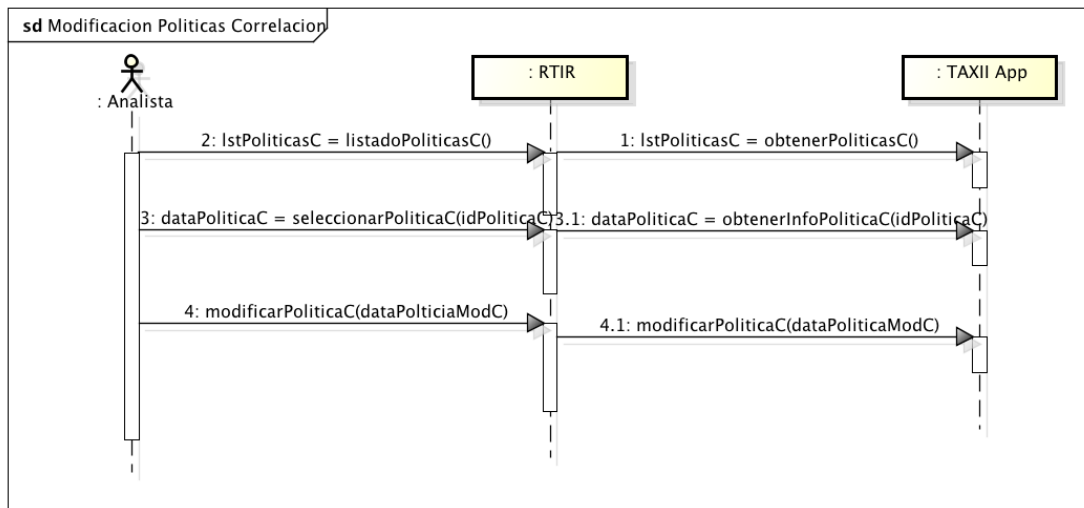 sd Modificacion Politicas Correlacion
: Analista
: RTIR
: TAXII App
2: lstPoliticasC = listadoPoliticasC()
1: lstPoliticasC = obtenerPoliticasC()
3: dataPoliticaC = seleccionarPoliticaC(idPoliticaC)
3.1: dataPoliticaC = obtenerInfoPoliticaC(idPoliticaC)
4: modificarPoliticaC(dataPolticiaModC)
4.1: modificarPoliticaC(dataPoliticaModC)